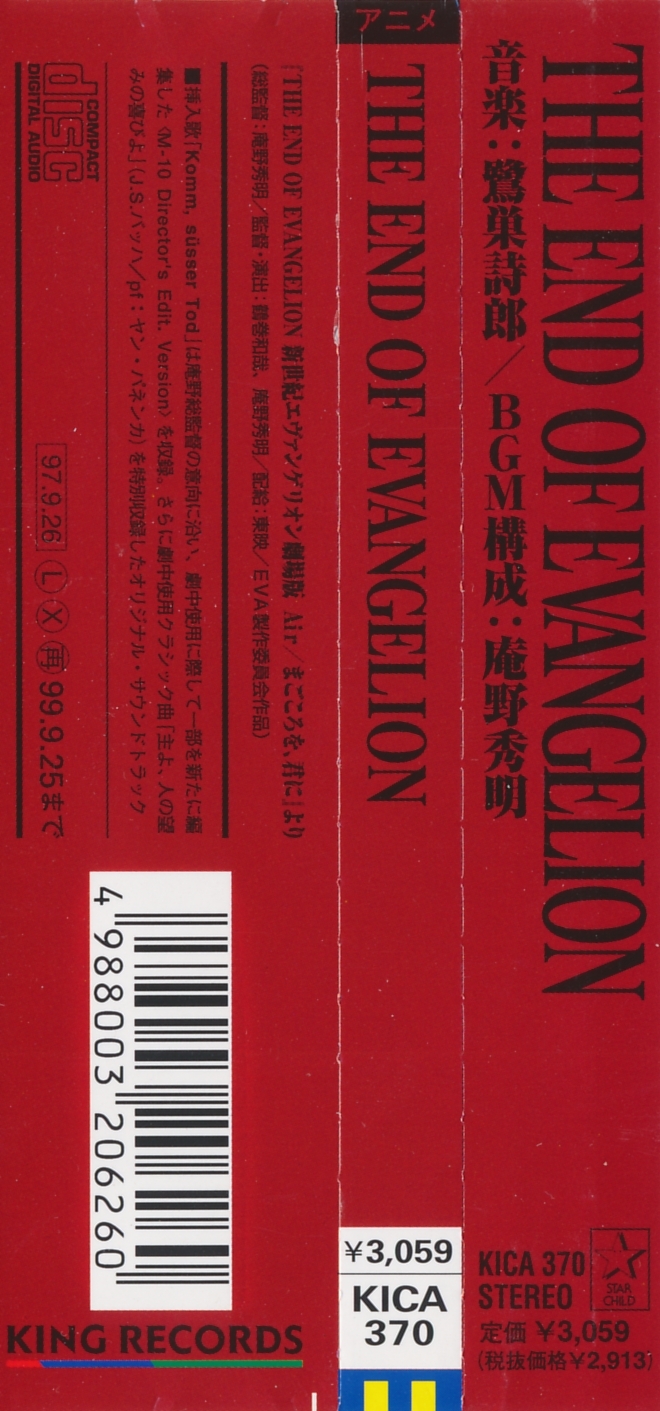 THE END OF EVANGELION
音楽：鷺巣詩郎／BGM構成：庵野秀明
STAR
CHILD
KICA 370
STEREO
定価 ¥3,059
(税抜価格¥2,913)
アニメ
THE END OF EVANGELION
¥3,059
KICA
370
『THE END OF EVANGELION 新世紀エヴァンゲリオン劇場版 Air／まごころを、君に』より
(総監督：庵野秀明／監督・演出：鶴巻和哉、庵野秀明／配給：東映／EVA製作委員会作品)
■挿入歌「Komm, süsser Tod」は庵野総監督の意向に沿い、劇中使用に際して一部を新たに編
集した〈M-10 Director's Edit. Version〉を収録。さらに劇中使用クラシック曲「主よ、人の望
みの喜びよ」(J.S.バッハ／pf：ヤン・パネンカ)を特別収録したオリジナル・サウンドトラック
COMPACT
disc
DIGITAL AUDIO
97.9.26 Ⓛ Ⓧ ㊞99.9.25まで
4 988003 206260
KING RECORDS